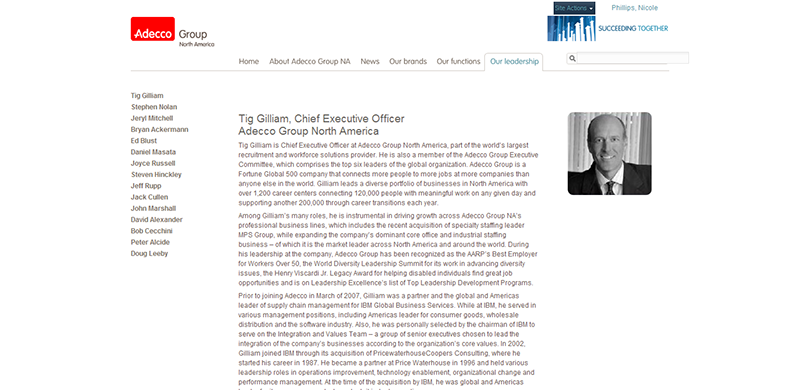 Site Actions
Phillips, Nicole
Adecco Group
North America
SUCCEEDING TOGETHER
Home About Adecco Group NA News Our brands Our functions Our leadership
Tig Gilliam
Stephen Nolan
Jeryl Mitchell
Bryan Ackermann
Ed Blust
Daniel Masata
Joyce Russell
Steven Hinckley
Jeff Rupp
Jack Cullen
John Marshall
David Alexander
Bob Cecchini
Peter Alcide
Doug Leeby
Tig Gilliam, Chief Executive Officer
Adecco Group North America
Tig Gilliam is Chief Executive Officer at Adecco Group North America, part of the world's largest
recruitment and workforce solutions provider. He is also a member of the Adecco Group Executive
Committee, which comprises the top six leaders of the global organization. Adecco Group is a
Fortune Global 500 company that connects more people to more jobs at more companies than
anyone else in the world. Gilliam leads a diverse portfolio of businesses in North America with
over 1,200 career centers connecting 120,000 people with meaningful work on any given day and
supporting another 200,000 through career transitions each year.
Among Gilliam's many roles, he is instrumental in driving growth across Adecco Group NA's
professional business lines, which includes the recent acquisition of specialty staffing leader
MPS Group, while expanding the company's dominant core office and industrial staffing
business – of which it is the market leader across North America and around the world. During
his leadership at the company, Adecco Group has been recognized as the AARP's Best Employer
for Workers Over 50, the World Diversity Leadership Summit for its work in advancing diversity
issues, the Henry Viscardi Jr. Legacy Award for helping disabled individuals find great job
opportunities and is on Leadership Excellence's list of Top Leadership Development Programs.
Prior to joining Adecco in March of 2007, Gilliam was a partner and the global and Americas
leader of supply chain management for IBM Global Business Services. While at IBM, he served in
various management positions, including Americas leader for consumer goods, wholesale
distribution and the software industry. Also, he was personally selected by the chairman of IBM to
serve on the Integration and Values Team – a group of senior executives chosen to lead the
integration of the company's businesses according to the organization's core values. In 2002,
Gilliam joined IBM through its acquisition of PricewaterhouseCoopers Consulting, where he
started his career in 1987. He became a partner at Price Waterhouse in 1996 and held various
leadership roles in operations improvement, technology enablement, organizational change and
performance management. At the time of the acquisition by IBM, he was global and Americas